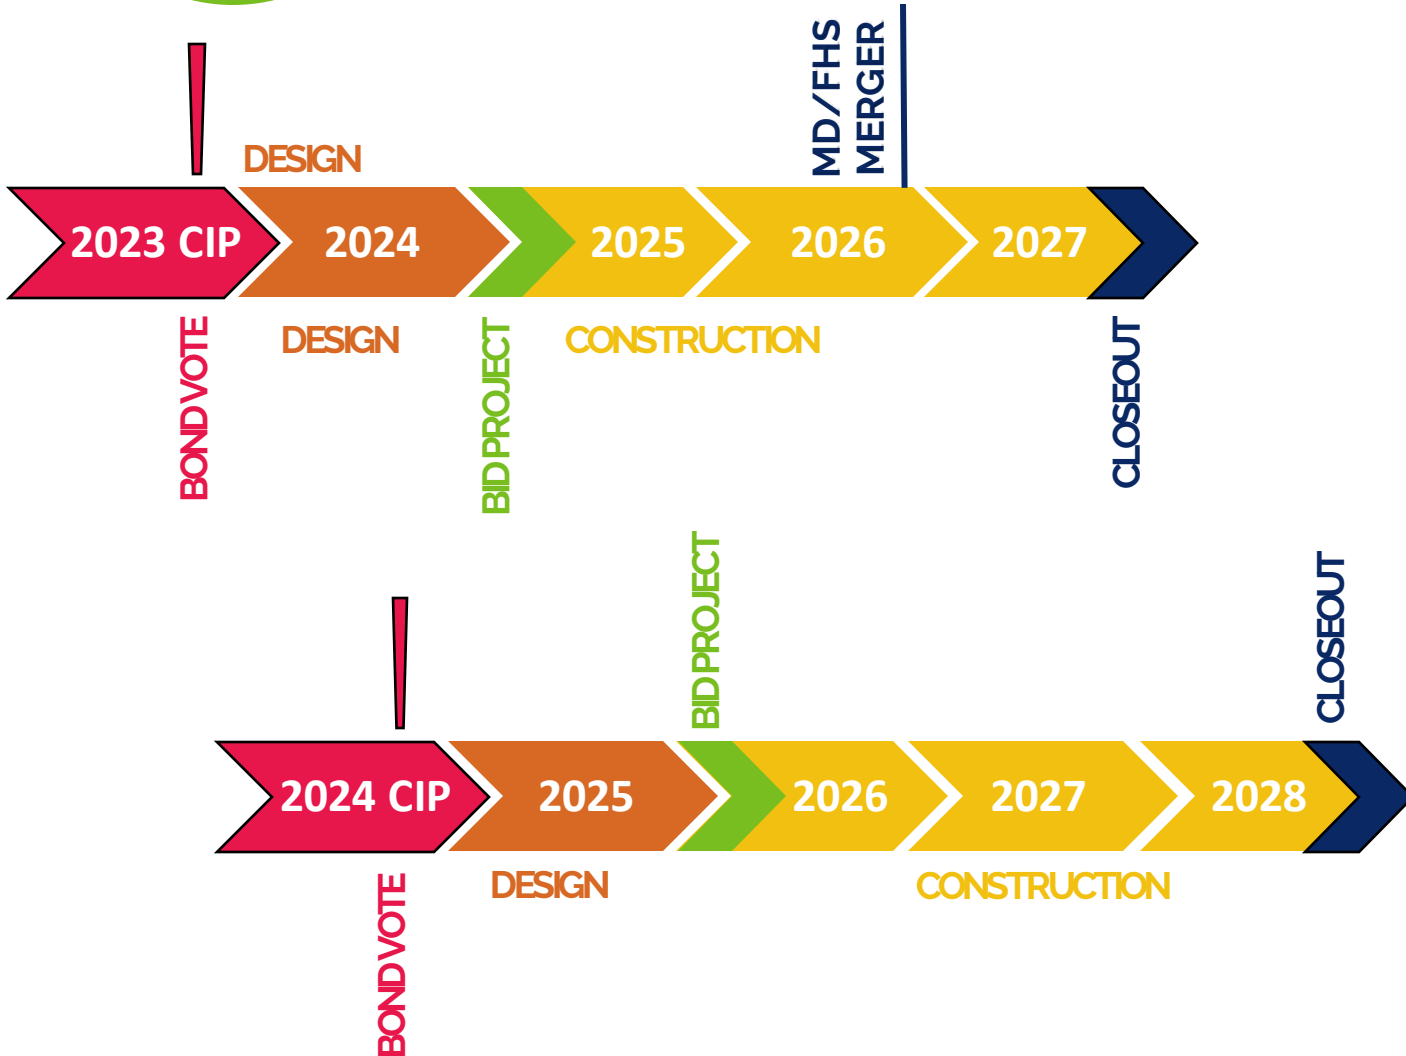 MD/FHS
MERGER
DESIGN
2023 CIP
2024
2025
2026
2027
BOND VOTE
DESIGN
BID PROJECT
CONSTRUCTION
CLOSEOUT
BID PROJECT
CLOSEOUT
2024 CIP
2025
2026
2027
2028
BOND VOTE
DESIGN
CONSTRUCTION